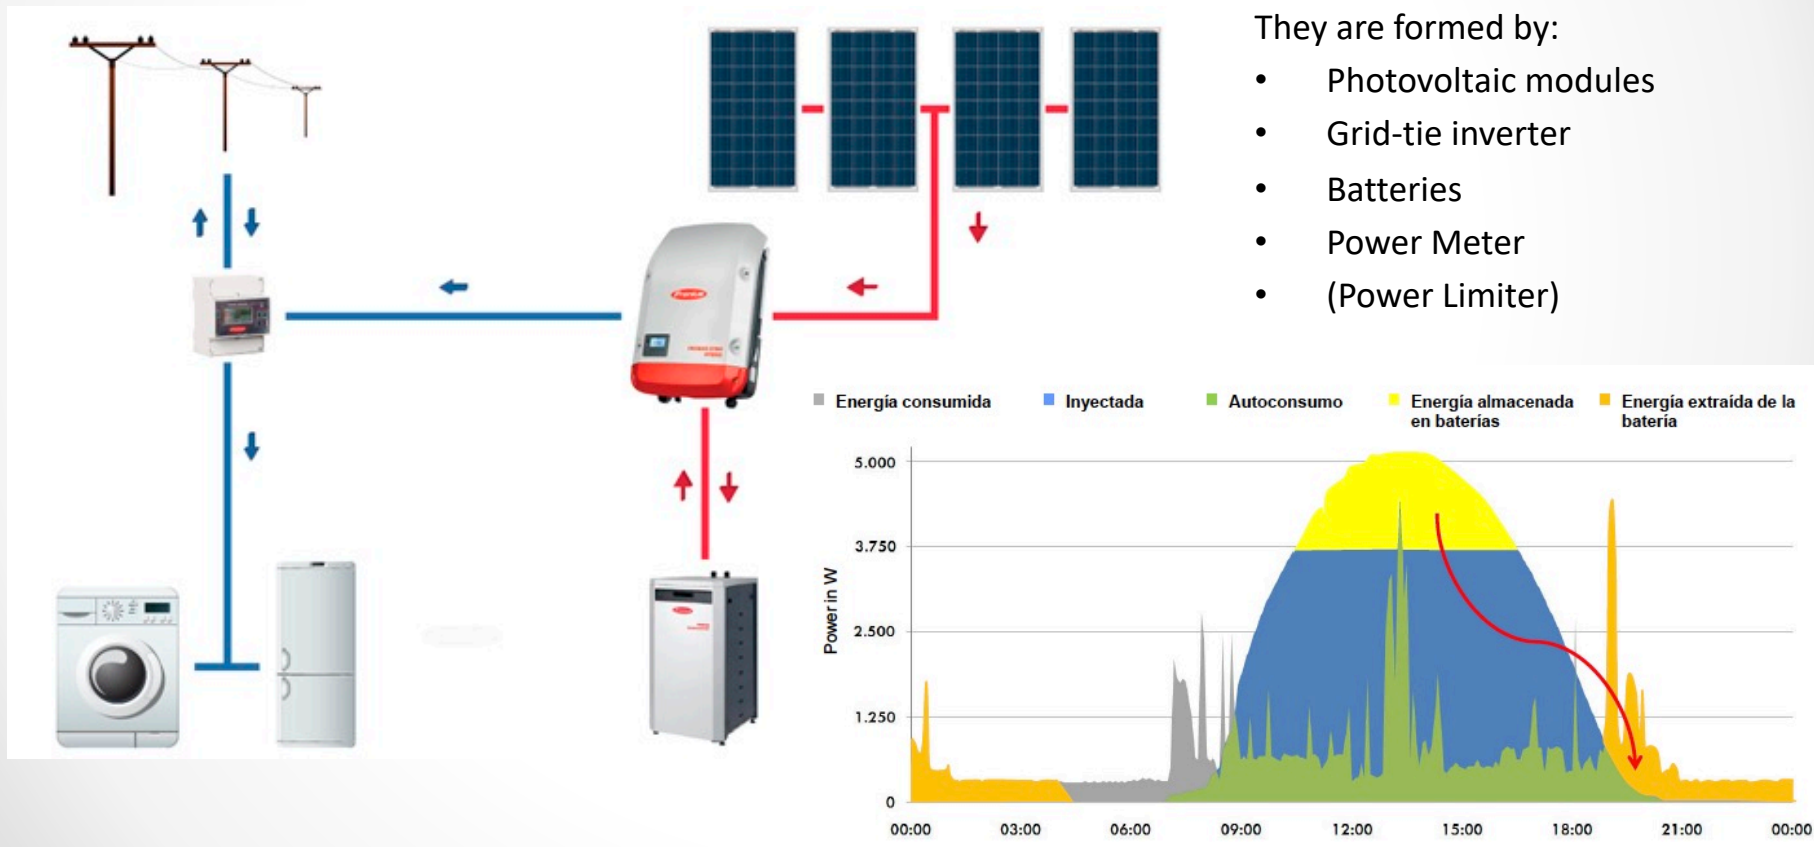 They are formed by:
• Photovoltaic modules
• Grid-tie inverter
• Batteries
• Power Meter
• (Power Limiter)
Fronius
Energía consumida
Inyectada
Autoconsumo
Energía almacenada
en baterías
Energía extraída de la
batería
Power in W
5.000
3.750
2.500
1.250
0
00:00 03:00 06:00 09:00 12:00 15:00 18:00 21:00 00:00